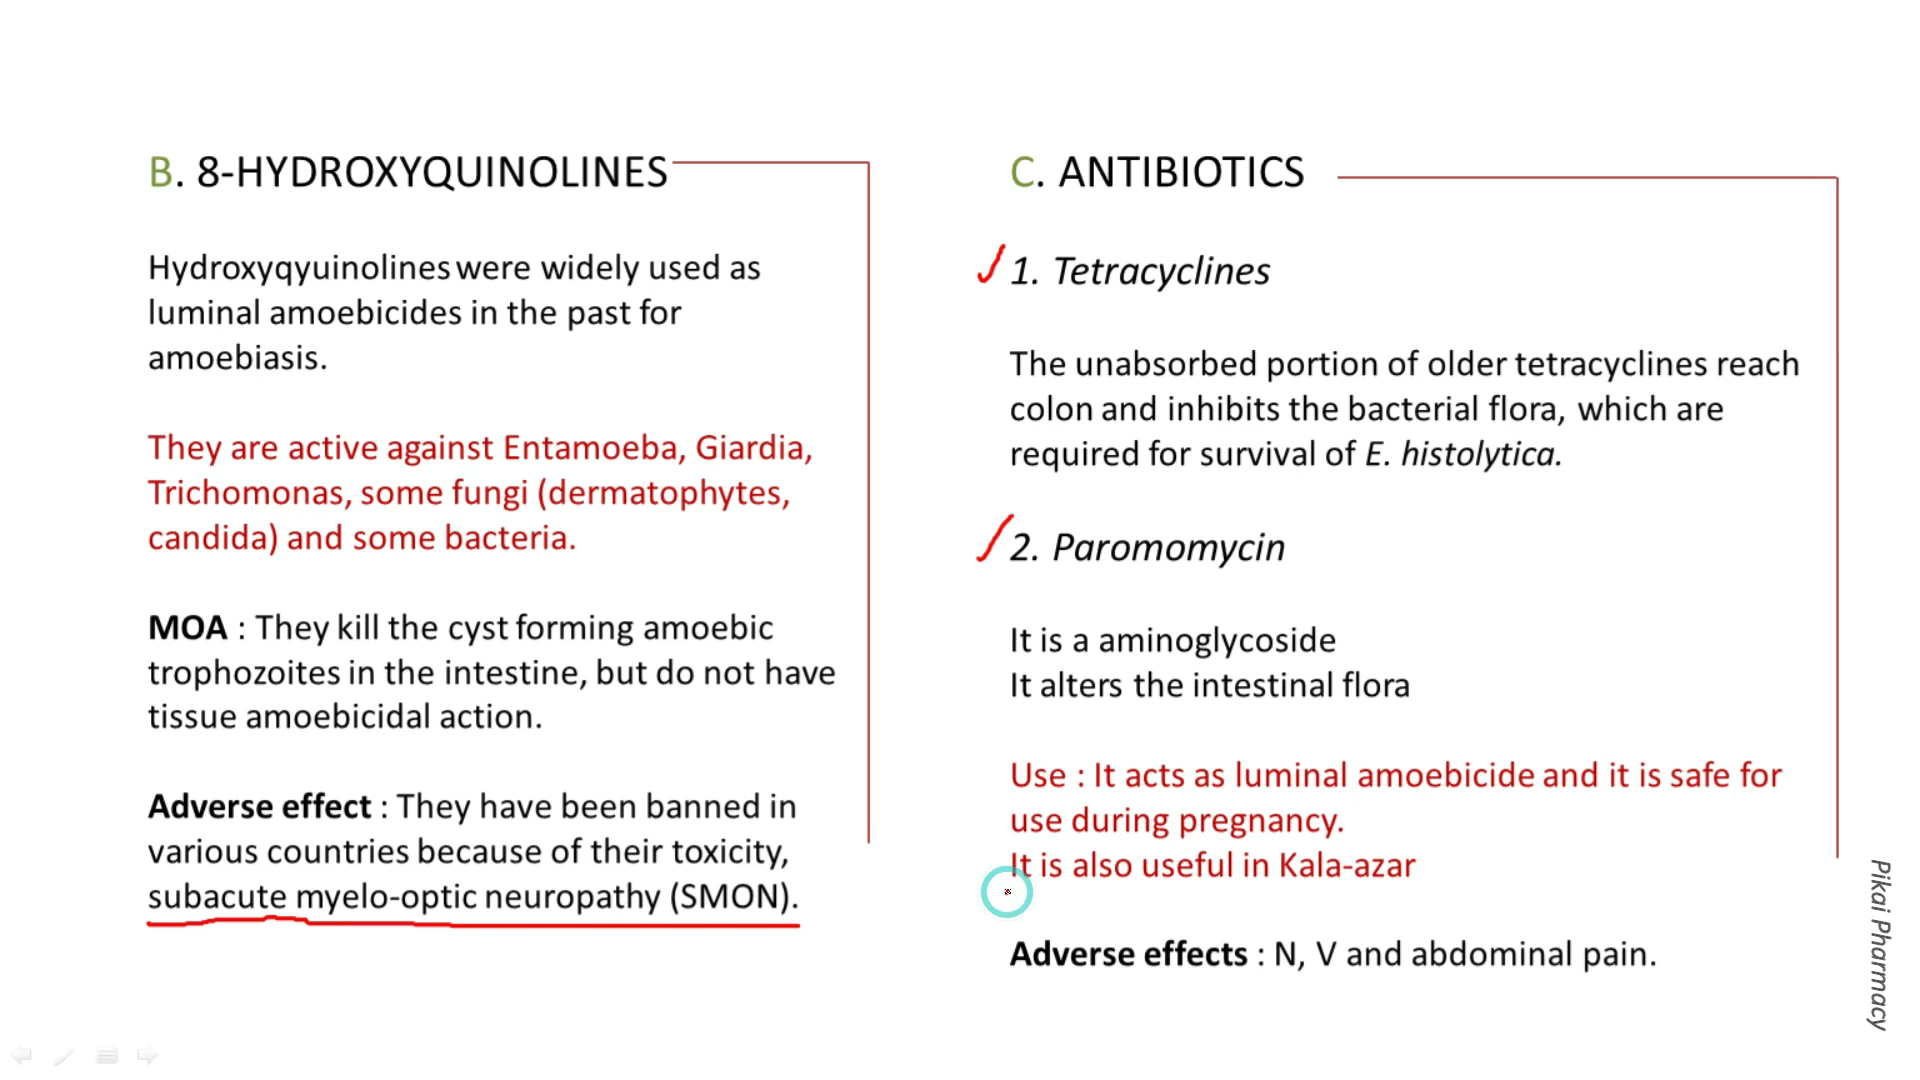 B. 8-HYDROXYQUINOLINES
Hydroxyqyuinolines were widely used as
luminal amoebicides in the past for
amoebiasis.
They are active against Entamoeba, Giardia,
Trichomonas, some fungi (dermatophytes,
candida) and some bacteria.
MOA : They kill the cyst forming amoebic
trophozoites in the intestine, but do not have
tissue amoebicidal action.
Adverse effect : They have been banned in
various countries because of their toxicity,
subacute myelo-optic neuropathy (SMON).
C. ANTIBIOTICS
1. Tetracyclines
The unabsorbed portion of older tetracyclines reach
colon and inhibits the bacterial flora, which are
required for survival of E. histolytica.
2. Paromomycin
It is a aminoglycoside
It alters the intestinal flora
Use : It acts as luminal amoebicide and it is safe for
use during pregnancy.
It is also useful in Kala-azar
Adverse effects : N, V and abdominal pain.
Pikai Pharmacy